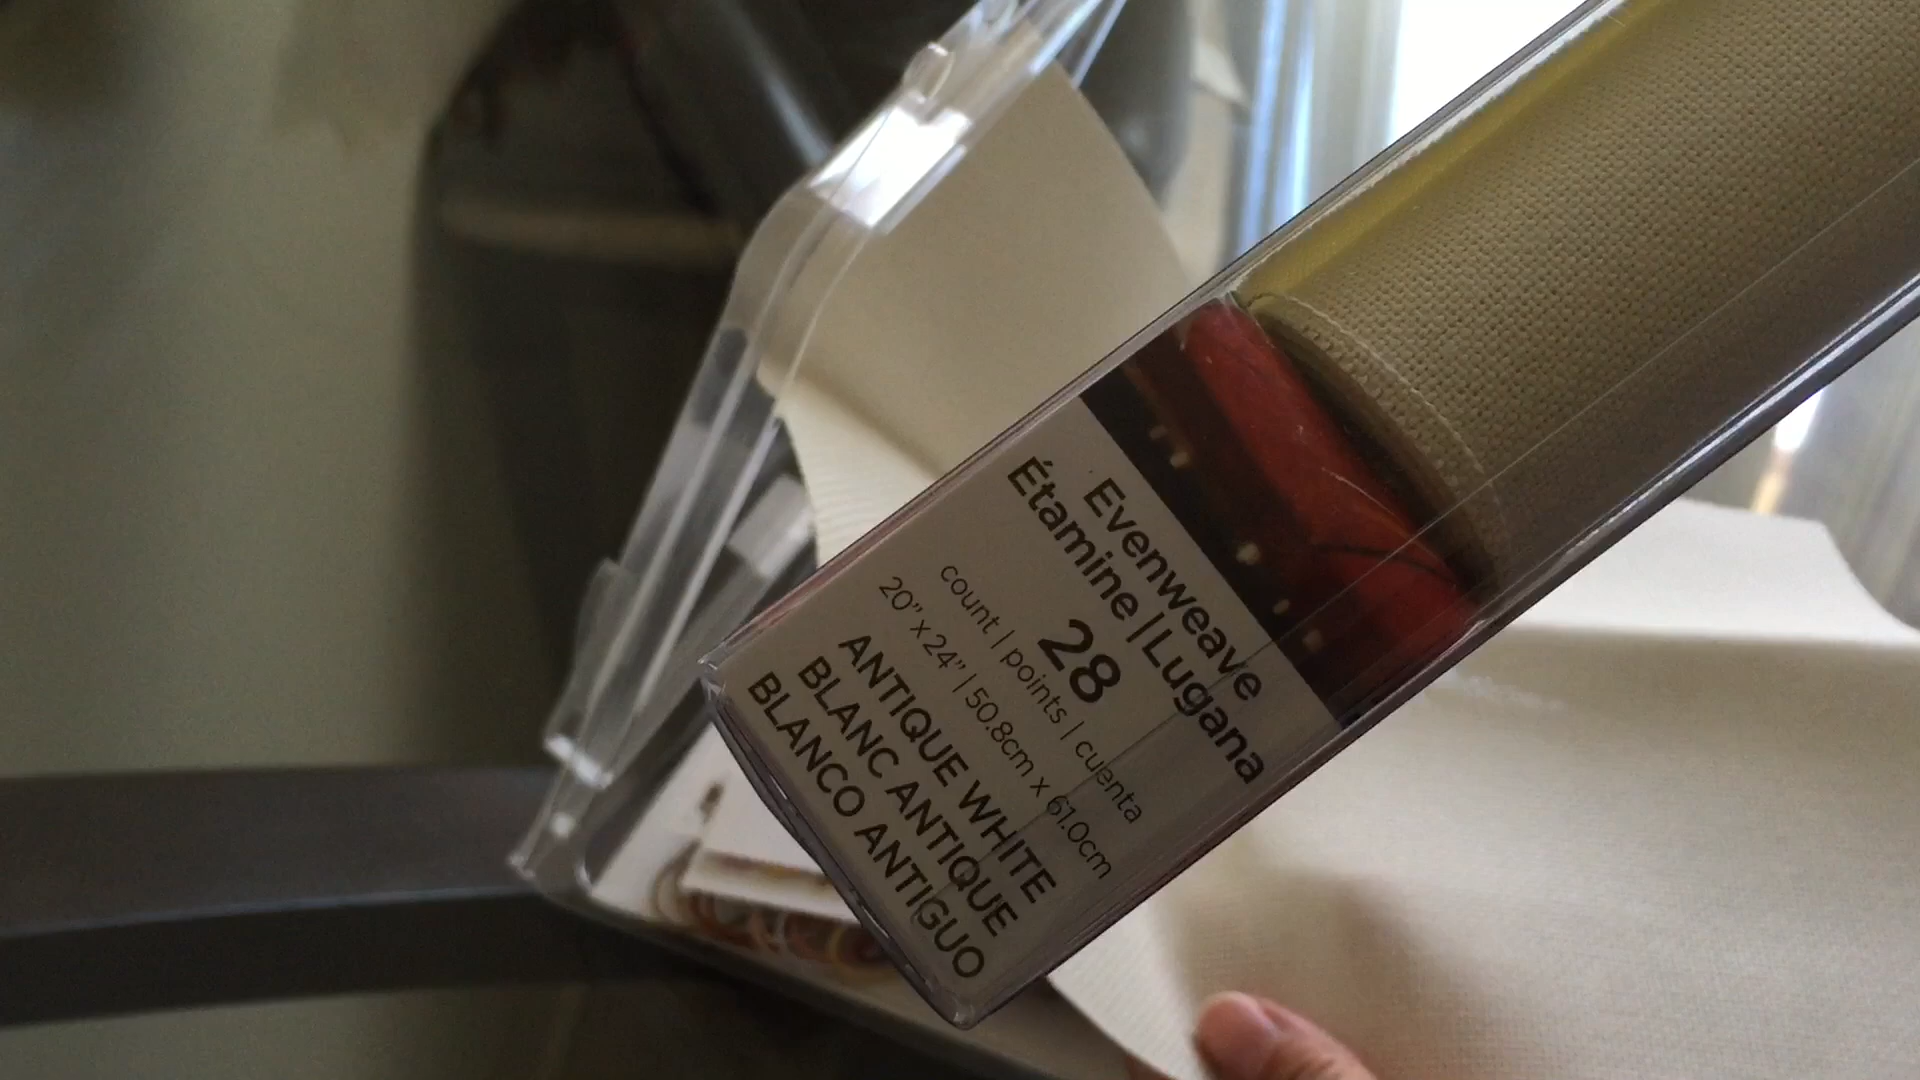 Evenweave
Étamine | Lugana
28
count | points | cuenta
20" x 24" | 50.8cm x 61.0cm
ANTIQUE WHITE
BLANC ANTIQUE
BLANCO ANTIGUO